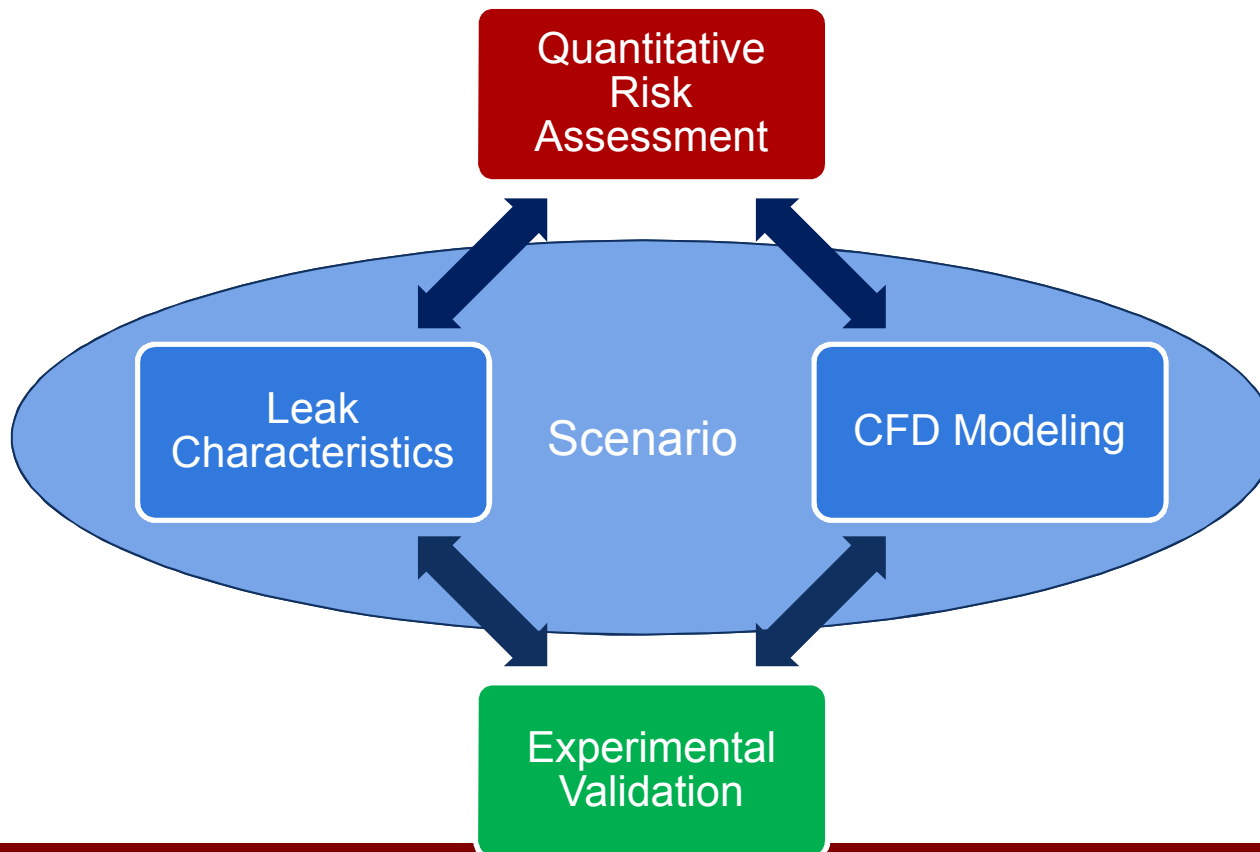 Quantitative
Risk
Assessment
Leak
Characteristics
Scenario
CFD Modeling
Experimental
Validation